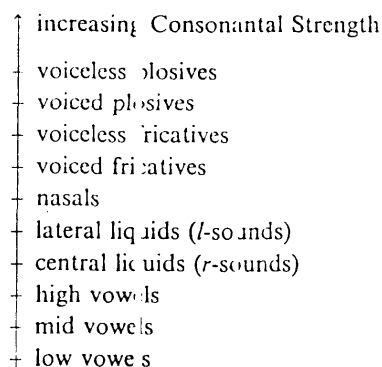 increasing Consonantal Strength
voiceless plosives
voiced plosives
voiceless fricatives
voiced fricatives
nasals
lateral liquids (l-sounds)
central liquids (r-sounds)
high vowels
mid vowels
low vowels